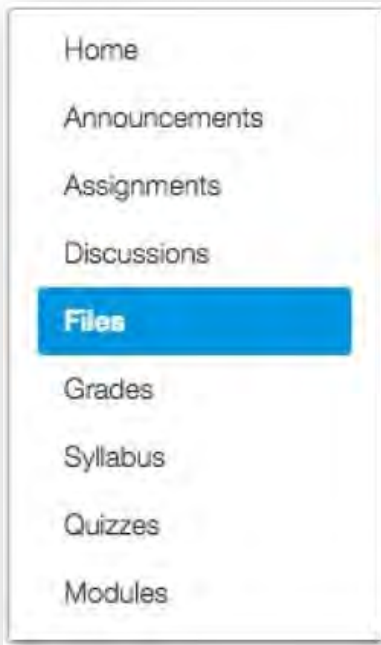 Home
Announcements
Assignments
Discussions
Files
Grades
Syllabus
Quizzes
Modules